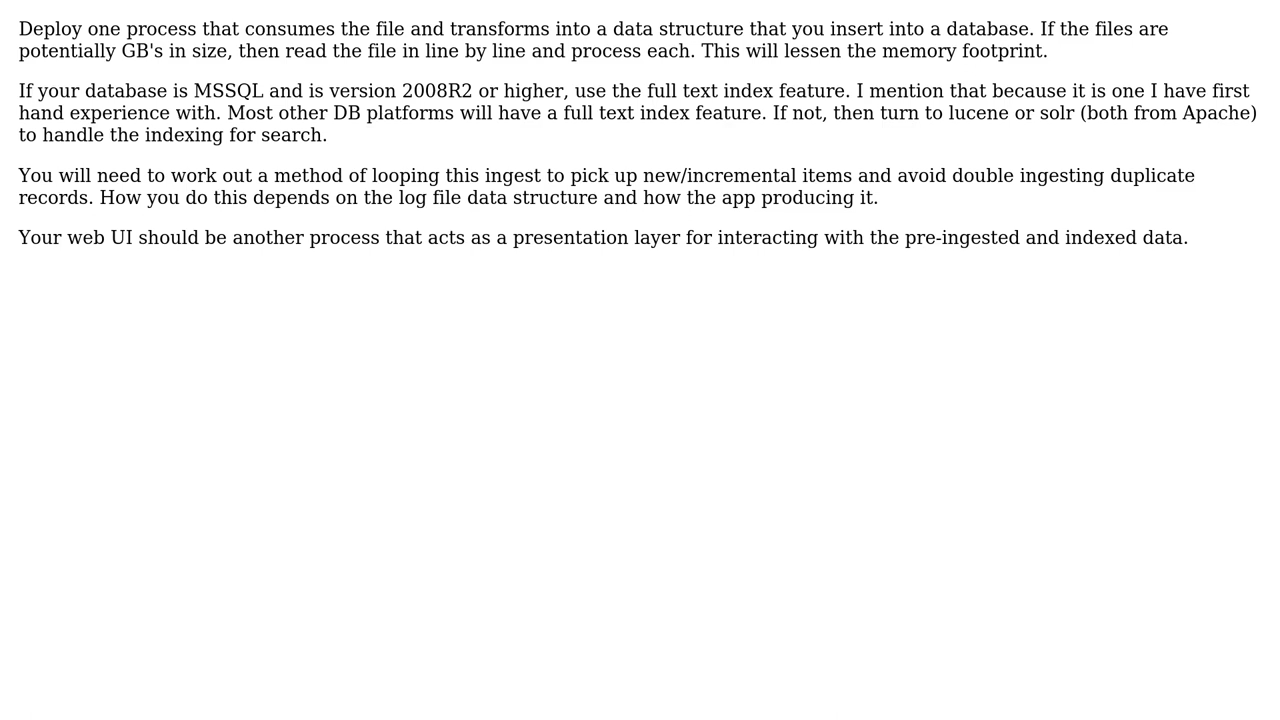 Deploy one process that consumes the file and transforms into a data structure that you insert into a database. If the files are
potentially GB's in size, then read the file in line by line and process each. This will lessen the memory footprint.
If your database is MSSQL and is version 2008R2 or higher, use the full text index feature. I mention that because it is one I have first
hand experience with. Most other DB platforms will have a full text index feature. If not, then turn to lucene or solr (both from Apache)
to handle the indexing for search.
You will need to work out a method of looping this ingest to pick up new/incremental items and avoid double ingesting duplicate
records. How you do this depends on the log file data structure and how the app producing it.
Your web UI should be another process that acts as a presentation layer for interacting with the pre-ingested and indexed data.